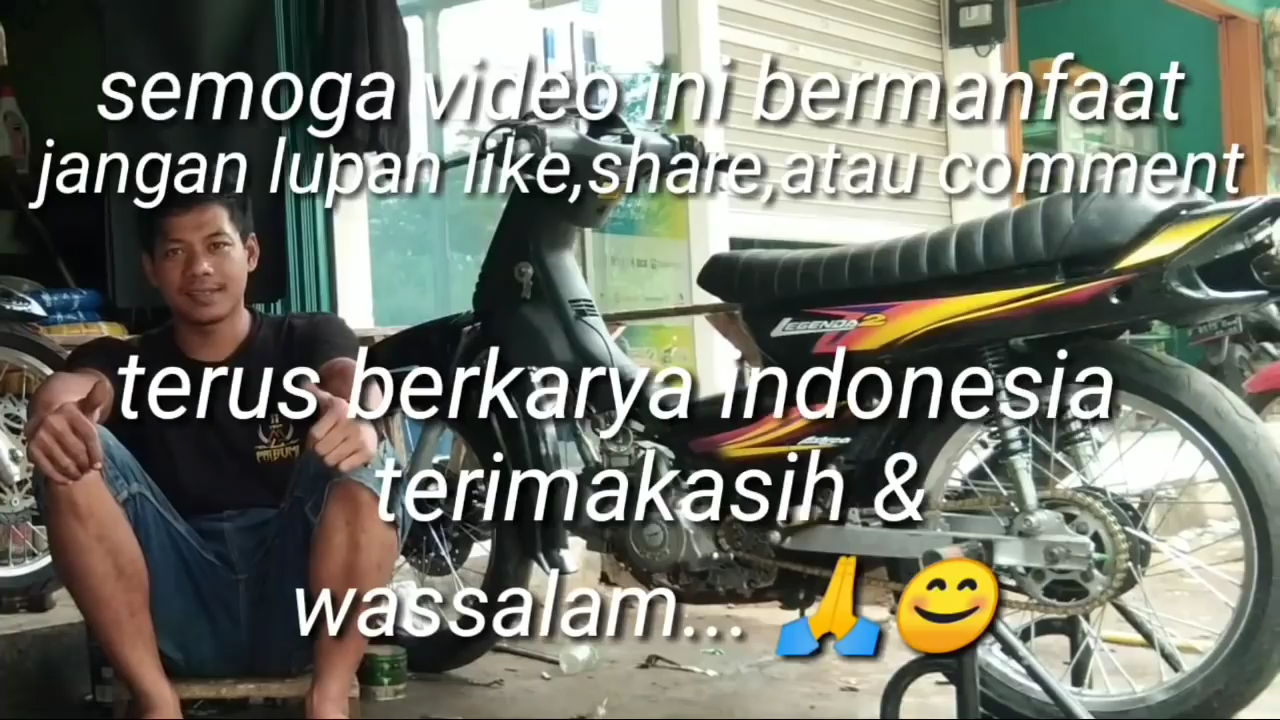 semoga video ini bermanfaat
jangan lupan like,share,atau comment
LEGENDA 2
terus berkarya indonesia
terimakasih &
wassalam... 🙏😊